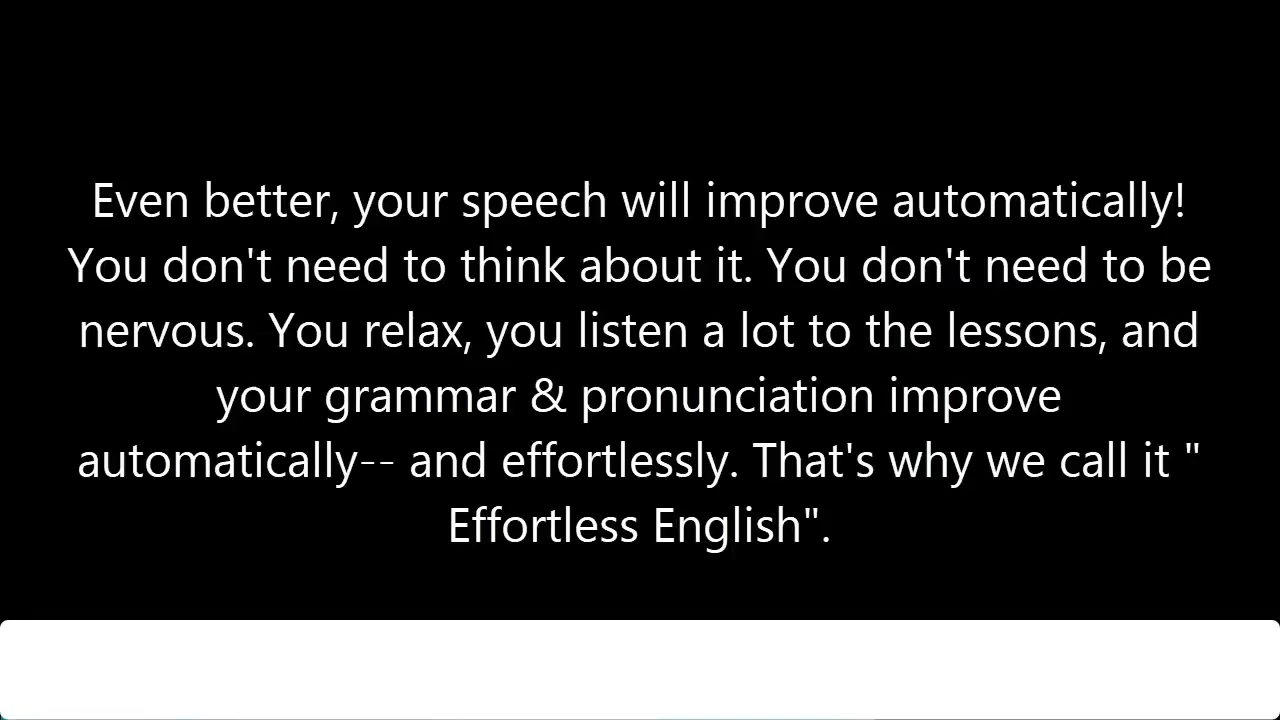 Even better, your speech will improve automatically!
You don't need to think about it. You don't need to be
nervous. You relax, you listen a lot to the lessons, and
your grammar & pronunciation improve
automatically-- and effortlessly. That's why we call it "
Effortless English".